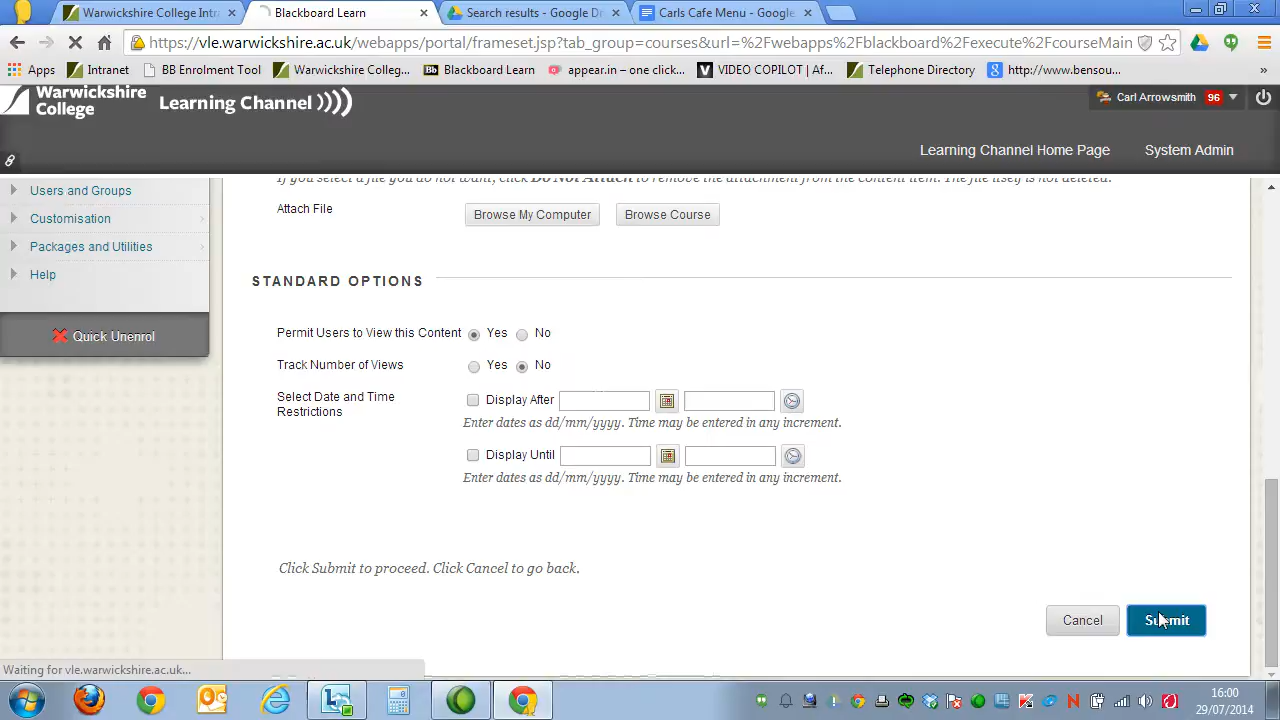 Warwickshire College Intr
Blackboard Learn
Search results - Google Dr
Carls Cafe Menu - Google
https://vle.warwickshire.ac.uk/webapps/portal/frameset.jsp?tab_group=courses&url=%2Fwebapps%2Fblackboard%2Fexecute%2FcourseMain
Apps
Intranet
BB Enrolment Tool
Warwickshire Colleg...
Bb
Blackboard Learn
appear.in – one click...
V
VIDEO COPILOT | Af...
Telephone Directory
http://www.bensou...
»
Warwickshire
College
Learning Channel
Carl Arrowsmith 96
Learning Channel Home Page
System Admin
Users and Groups
Customisation
Packages and Utilities
Help
Quick Unenrol
If you select a file you do not want, click Do Not Attach to remove the attachment from the content item. The file itself is not deleted.
Attach File
Browse My Computer
Browse Course
STANDARD OPTIONS
Permit Users to View this Content
Yes
No
Track Number of Views
Yes
No
Select Date and Time
Restrictions
Display After
Enter dates as dd/mm/yyyy. Time may be entered in any increment.
Display Until
Enter dates as dd/mm/yyyy. Time may be entered in any increment.
Click Submit to proceed. Click Cancel to go back.
Cancel
Submit
Waiting for vle.warwickshire.ac.uk...
16:00
29/07/2014